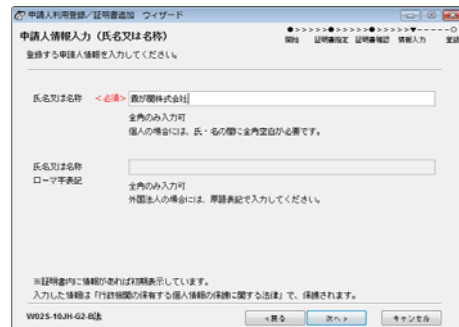 申請人利用登録／証明書追加 ウィザード
申請人情報入力（氏名又は名称）
●>>>>>●>>>>>●>>>>>▼-----○
開始 証明書指定 証明書確認 情報入力 登録
登録する申請人情報を入力してください。
氏名又は名称 <必須> 霞が関株式会社
全角のみ入力可
個人の場合には、氏・名の間に全角空白が必要です。
氏名又は名称
ローマ字表記
全角のみ入力可
外国法人の場合には、原語表記で入力してください。
※証明書内に情報があれば初期表示しています。
入力した情報は「行政機関の保有する個人情報の保護に関する法律」で、保護されます。
W02S-10JH-G2-B法
<戻る 次へ> キャンセル